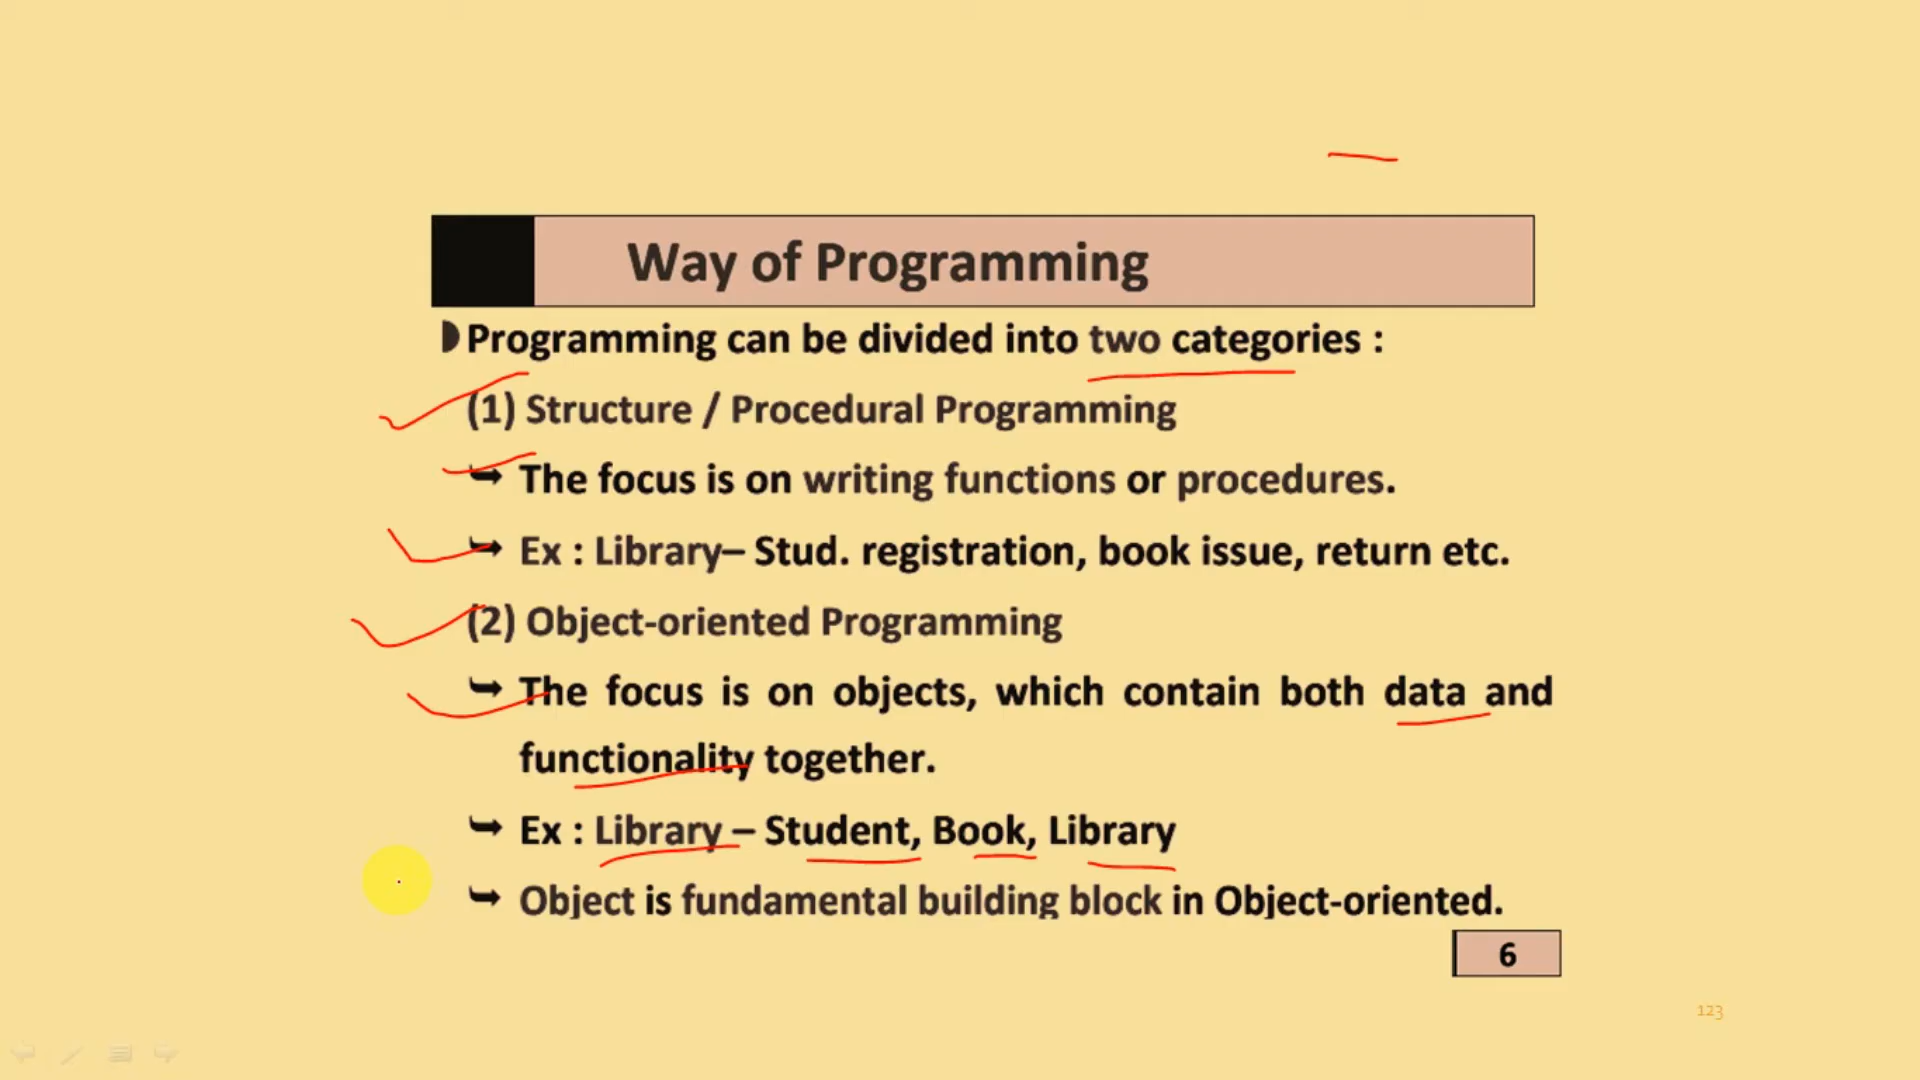 Way of Programming
Programming can be divided into two categories :
(1) Structure / Procedural Programming
The focus is on writing functions or procedures.
Ex : Library– Stud. registration, book issue, return etc.
(2) Object-oriented Programming
The focus is on objects, which contain both data and
functionality together.
Ex : Library – Student, Book, Library
Object is fundamental building block in Object-oriented.
6
123